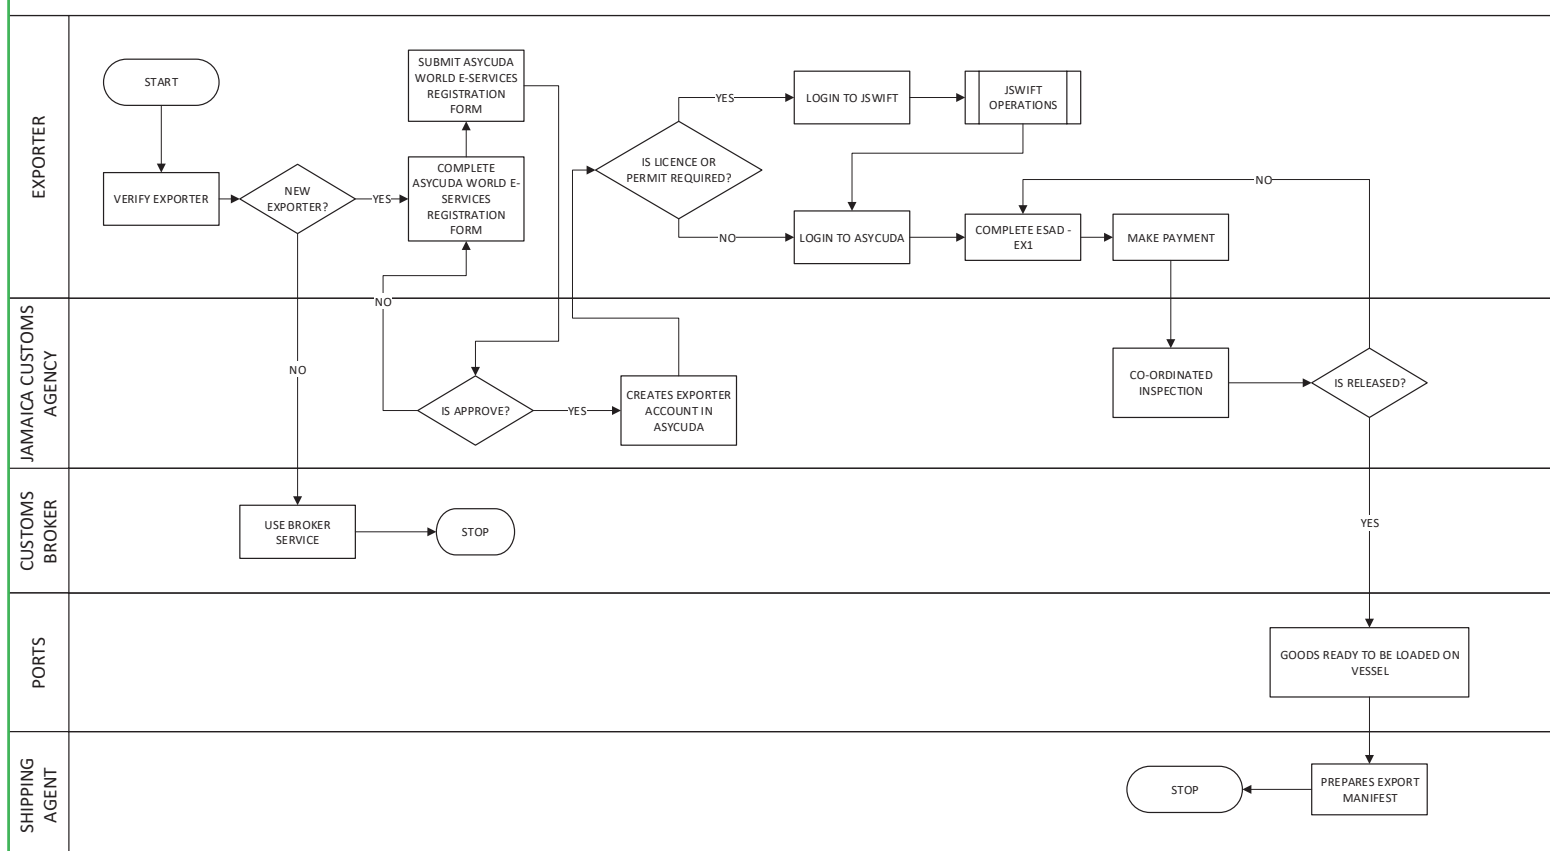 EXPORTER
START
VERIFY EXPORTER
NEW
EXPORTER?
YES
NO
SUBMIT ASYCUDA
WORLD E-SERVICES
REGISTRATION
FORM
COMPLETE
ASYCUDA WORLD E-
SERVICES
REGISTRATION
FORM
IS LICENCE OR
PERMIT REQUIRED?
YES
NO
LOGIN TO JSWIFT
JSWIFT
OPERATIONS
LOGIN TO ASYCUDA
COMPLETE ESAD -
EX1
MAKE PAYMENT
NO
JAMAICA CUSTOMS
AGENCY
NO
IS APPROVE?
YES
CREATES EXPORTER
ACCOUNT IN
ASYCUDA
CO-ORDINATED
INSPECTION
IS RELEASED?
CUSTOMS
BROKER
USE BROKER
SERVICE
STOP
YES
PORTS
GOODS READY TO BE LOADED ON
VESSEL
SHIPPING
AGENT
STOP
PREPARES EXPORT
MANIFEST